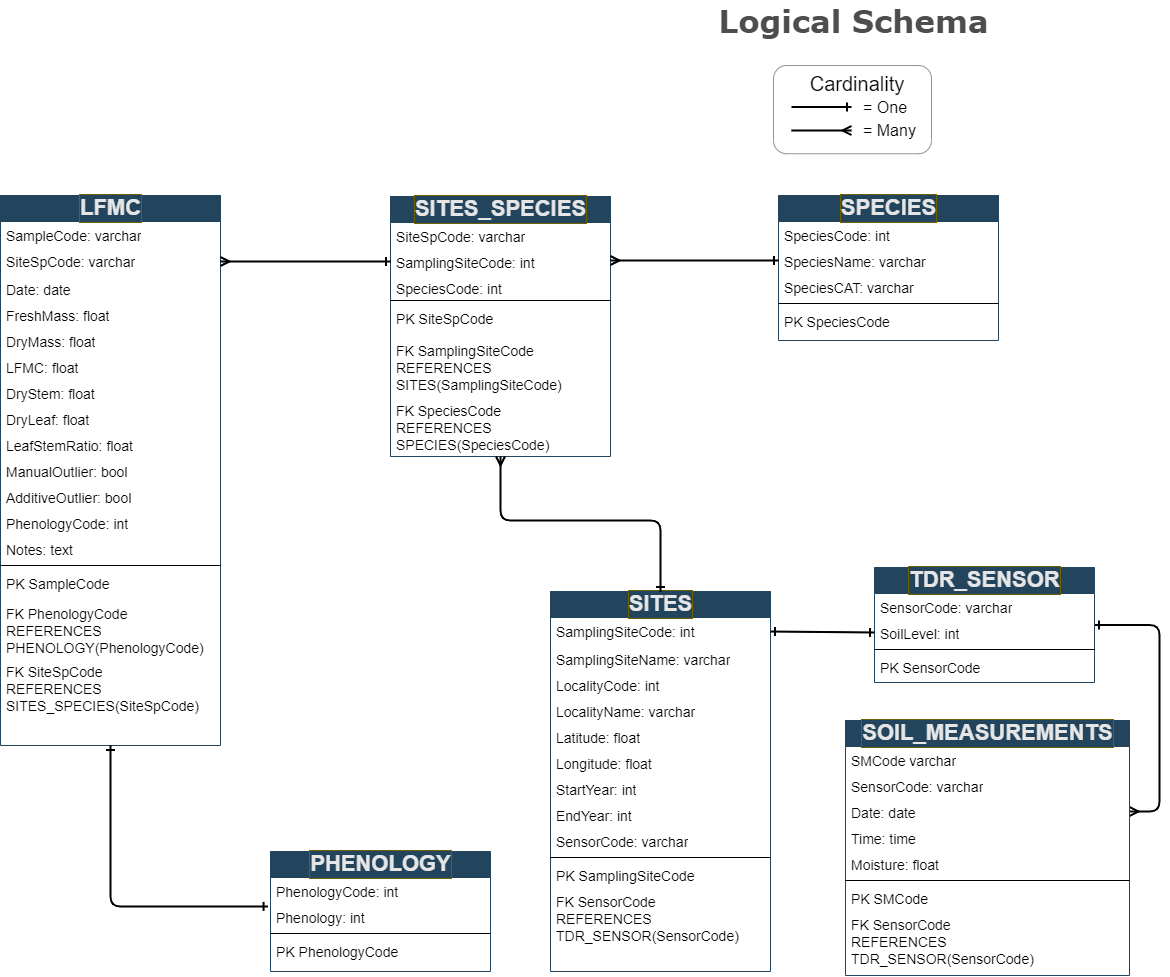 Logical Schema
Cardinality
= One
= Many
LFMC
SampleCode: varchar
SiteSpCode: varchar
Date: date
FreshMass: float
DryMass: float
LFMC: float
DryStem: float
DryLeaf: float
LeafStemRatio: float
ManualOutlier: bool
AdditiveOutlier: bool
PhenologyCode: int
Notes: text
PK SampleCode
FK PhenologyCode
REFERENCES
PHENOLOGY(PhenologyCode)
FK SiteSpCode
REFERENCES
SITES_SPECIES(SiteSpCode)
SITES_SPECIES
SiteSpCode: varchar
SamplingSiteCode: int
SpeciesCode: int
PK SiteSpCode
FK SamplingSiteCode
REFERENCES
SITES(SamplingSiteCode)
FK SpeciesCode
REFERENCES
SPECIES(SpeciesCode)
SPECIES
SpeciesCode: int
SpeciesName: varchar
SpeciesCAT: varchar
PK SpeciesCode
SITES
SamplingSiteCode: int
SamplingSiteName: varchar
LocalityCode: int
LocalityName: varchar
Latitude: float
Longitude: float
StartYear: int
EndYear: int
SensorCode: varchar
PK SamplingSiteCode
FK SensorCode
REFERENCES
TDR_SENSOR(SensorCode)
TDR_SENSOR
SensorCode: varchar
SoilLevel: int
PK SensorCode
SOIL_MEASUREMENTS
SMCode varchar
SensorCode: varchar
Date: date
Time: time
Moisture: float
PK SMCode
FK SensorCode
REFERENCES
TDR_SENSOR(SensorCode)
PHENOLOGY
PhenologyCode: int
Phenology: int
PK PhenologyCode